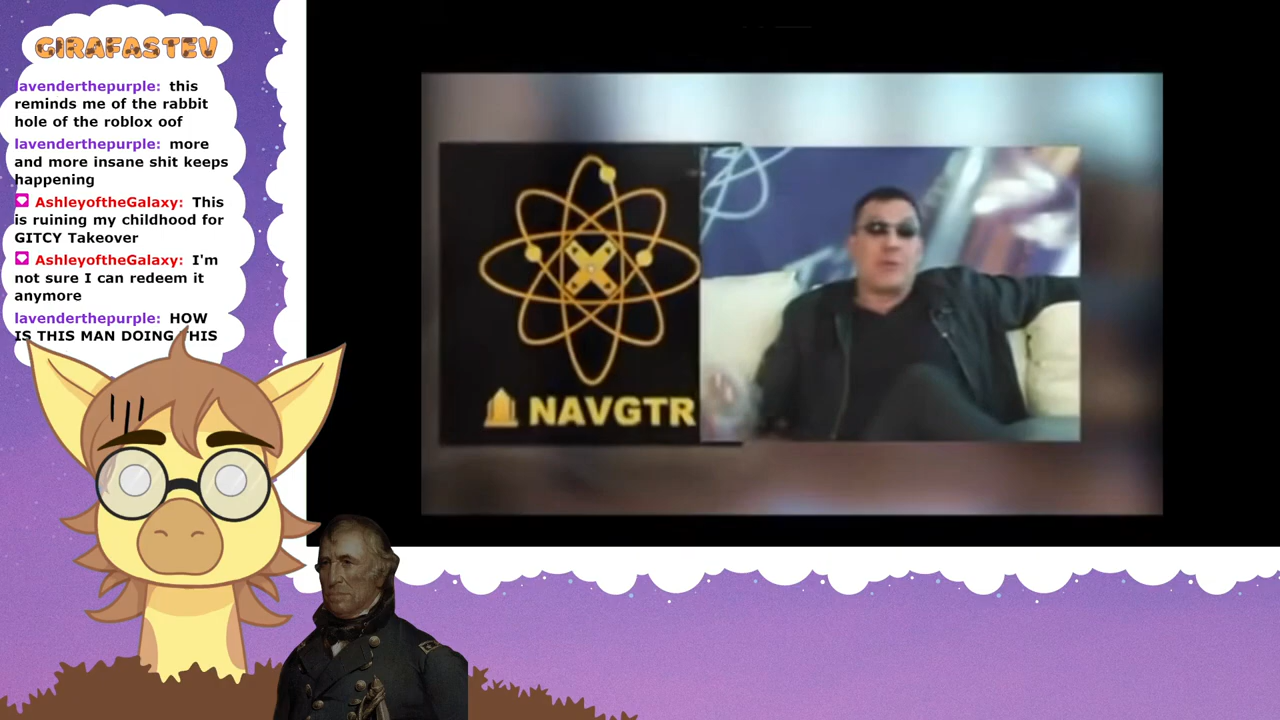 GIRAFASTEV
lavenderthepurple: this
reminds me of the rabbit
hole of the roblox oof
lavenderthepurple: more
and more insane shit keeps
happening
AshleyoftheGalaxy: This
is ruining my childhood for
GITCY Takeover
AshleyoftheGalaxy: I'm
not sure I can redeem it
anymore
lavenderthepurple: HOW
IS THIS MAN DOING THIS
NAVGTR